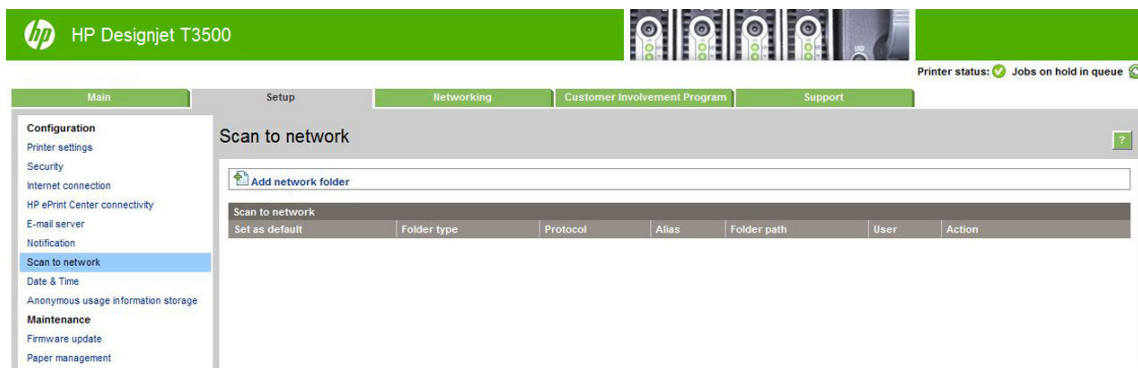 hp HP Designjet T3500
UID
Printer status: Jobs on hold in queue
Main Setup Networking Customer Involvement Program Support
Configuration
Printer settings
Security
Internet connection
HP ePrint Center connectivity
E-mail server
Notification
Scan to network
Date & Time
Anonymous usage information storage
Maintenance
Firmware update
Paper management
Scan to network
?
Add network folder
Scan to network
Set as default Folder type Protocol Alias Folder path User Action